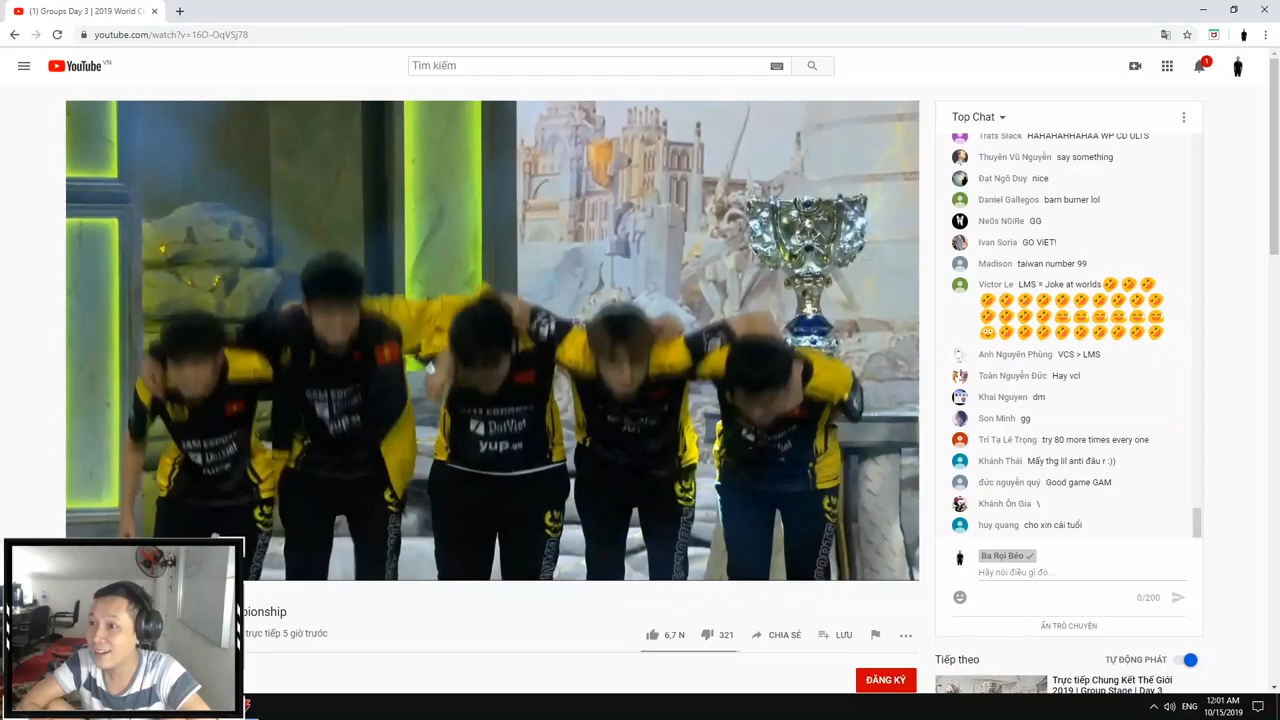 (1) Groups Day 3 | 2019 World C
youtube.com/watch?v=16O-OqVSj78
YouTube VN
Tìm kiếm
1
Top Chat
Trats Slack HAHAHAHHAHAA WP CD ULTS
Thuyên Vũ Nguyễn say something
Đạt Ngô Duy nice
Daniel Gallegos barn burner lol
Ne0s N0iRe GG
Ivan Soria GO ViET!
Madison taiwan number 99
Victor Le LMS = Joke at worlds🤣🤣🤣
🤣🤣🤣🤣🤣🤣🤣🤣🤣🤣
Anh Nguyên Phùng VCS > LMS
Toàn Nguyễn Đức Hay vcl
Khai Nguyen dm
Son Minh gg
Trí Tạ Lê Trọng try 80 more times every one
Khánh Thái Mấy thg lil anti đâu r :))
đức nguyễn quý Good game GAM
Khánh Ôn Gia \
huy quang cho xin cái tuổi
Ba Rọi Béo
Hãy nói điều gì đó...
0/200
ẨN TRÒ CHUYỆN
DaiViet
yup.gg
pionship
trực tiếp 5 giờ trước
6,7 N
321
CHIA SẺ
LƯU
ĐĂNG KÝ
Tiếp theo
TỰ ĐỘNG PHÁT
Trực tiếp Chung Kết Thế Giới
2019 | Group Stage | Day 3
ENG
12:01 AM
10/15/2019